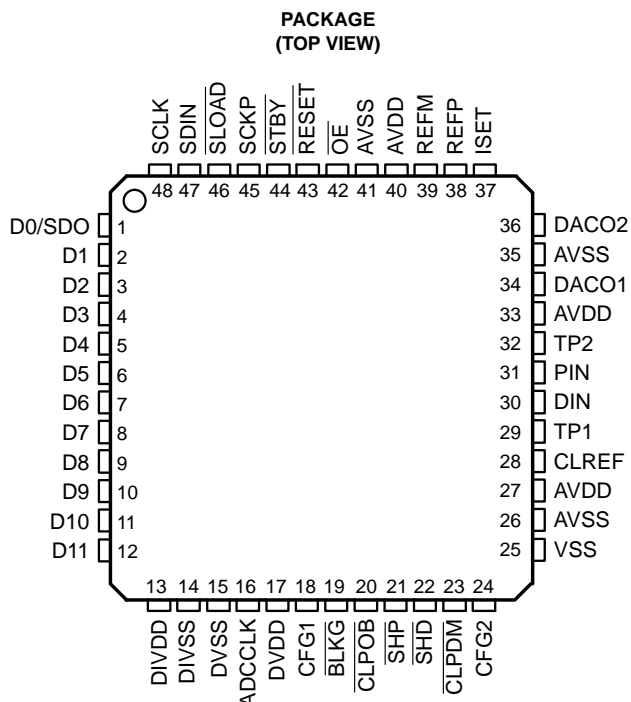 PACKAGE
(TOP VIEW)
SCLK
SDIN
SLOAD
SCKP
STBY
RESET
OE
AVSS
AVDD
REFM
REFP
ISET
48 47 46 45 44 43 42 41 40 39 38 37
D0/SDO 1
D1 2
D2 3
D3 4
D4 5
D5 6
D6 7
D7 8
D8 9
D9 10
D10 11
D11 12
36 DACO2
35 AVSS
34 DACO1
33 AVDD
32 TP2
31 PIN
30 DIN
29 TP1
28 CLREF
27 AVDD
26 AVSS
25 VSS
13 14 15 16 17 18 19 20 21 22 23 24
DIVDD
DIVSS
DVSS
ADCCLK
DVDD
CFG1
BLKG
CLPOB
SHP
SHD
CLPDM
CFG2